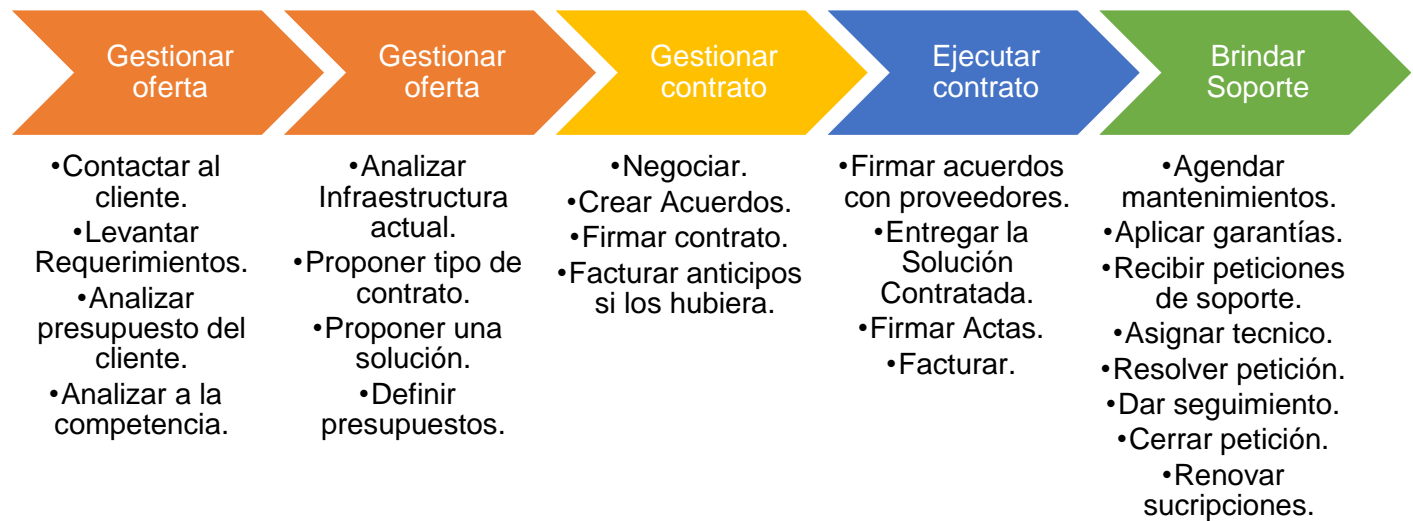 Gestionar
oferta
•Contactar al
cliente.
•Levantar
Requerimientos.
•Analizar
presupuesto del
cliente.
•Analizar a la
competencia.
Gestionar
oferta
•Analizar
Infraestructura
actual.
•Proponer tipo de
contrato.
•Proponer una
solución.
•Definir
presupuestos.
Gestionar
contrato
•Negociar.
•Crear Acuerdos.
•Firmar contrato.
•Facturar anticipos
si los hubiera.
Ejecutar
contrato
•Firmar acuerdos
con proveedores.
•Entregar la
Solución
Contratada.
•Firmar Actas.
•Facturar.
Brindar
Soporte
•Agendar
mantenimientos.
•Aplicar garantías.
•Recibir peticiones
de soporte.
•Asignar tecnico.
•Resolver petición.
•Dar seguimiento.
•Cerrar petición.
•Renovar
sucripciones.